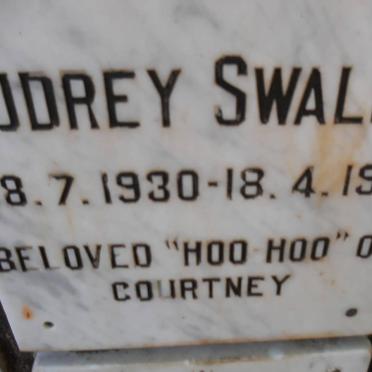 UDREY SWAL
8.7.1930-18.4.19
BELOVED "HOO HOO" O
COURTNEY